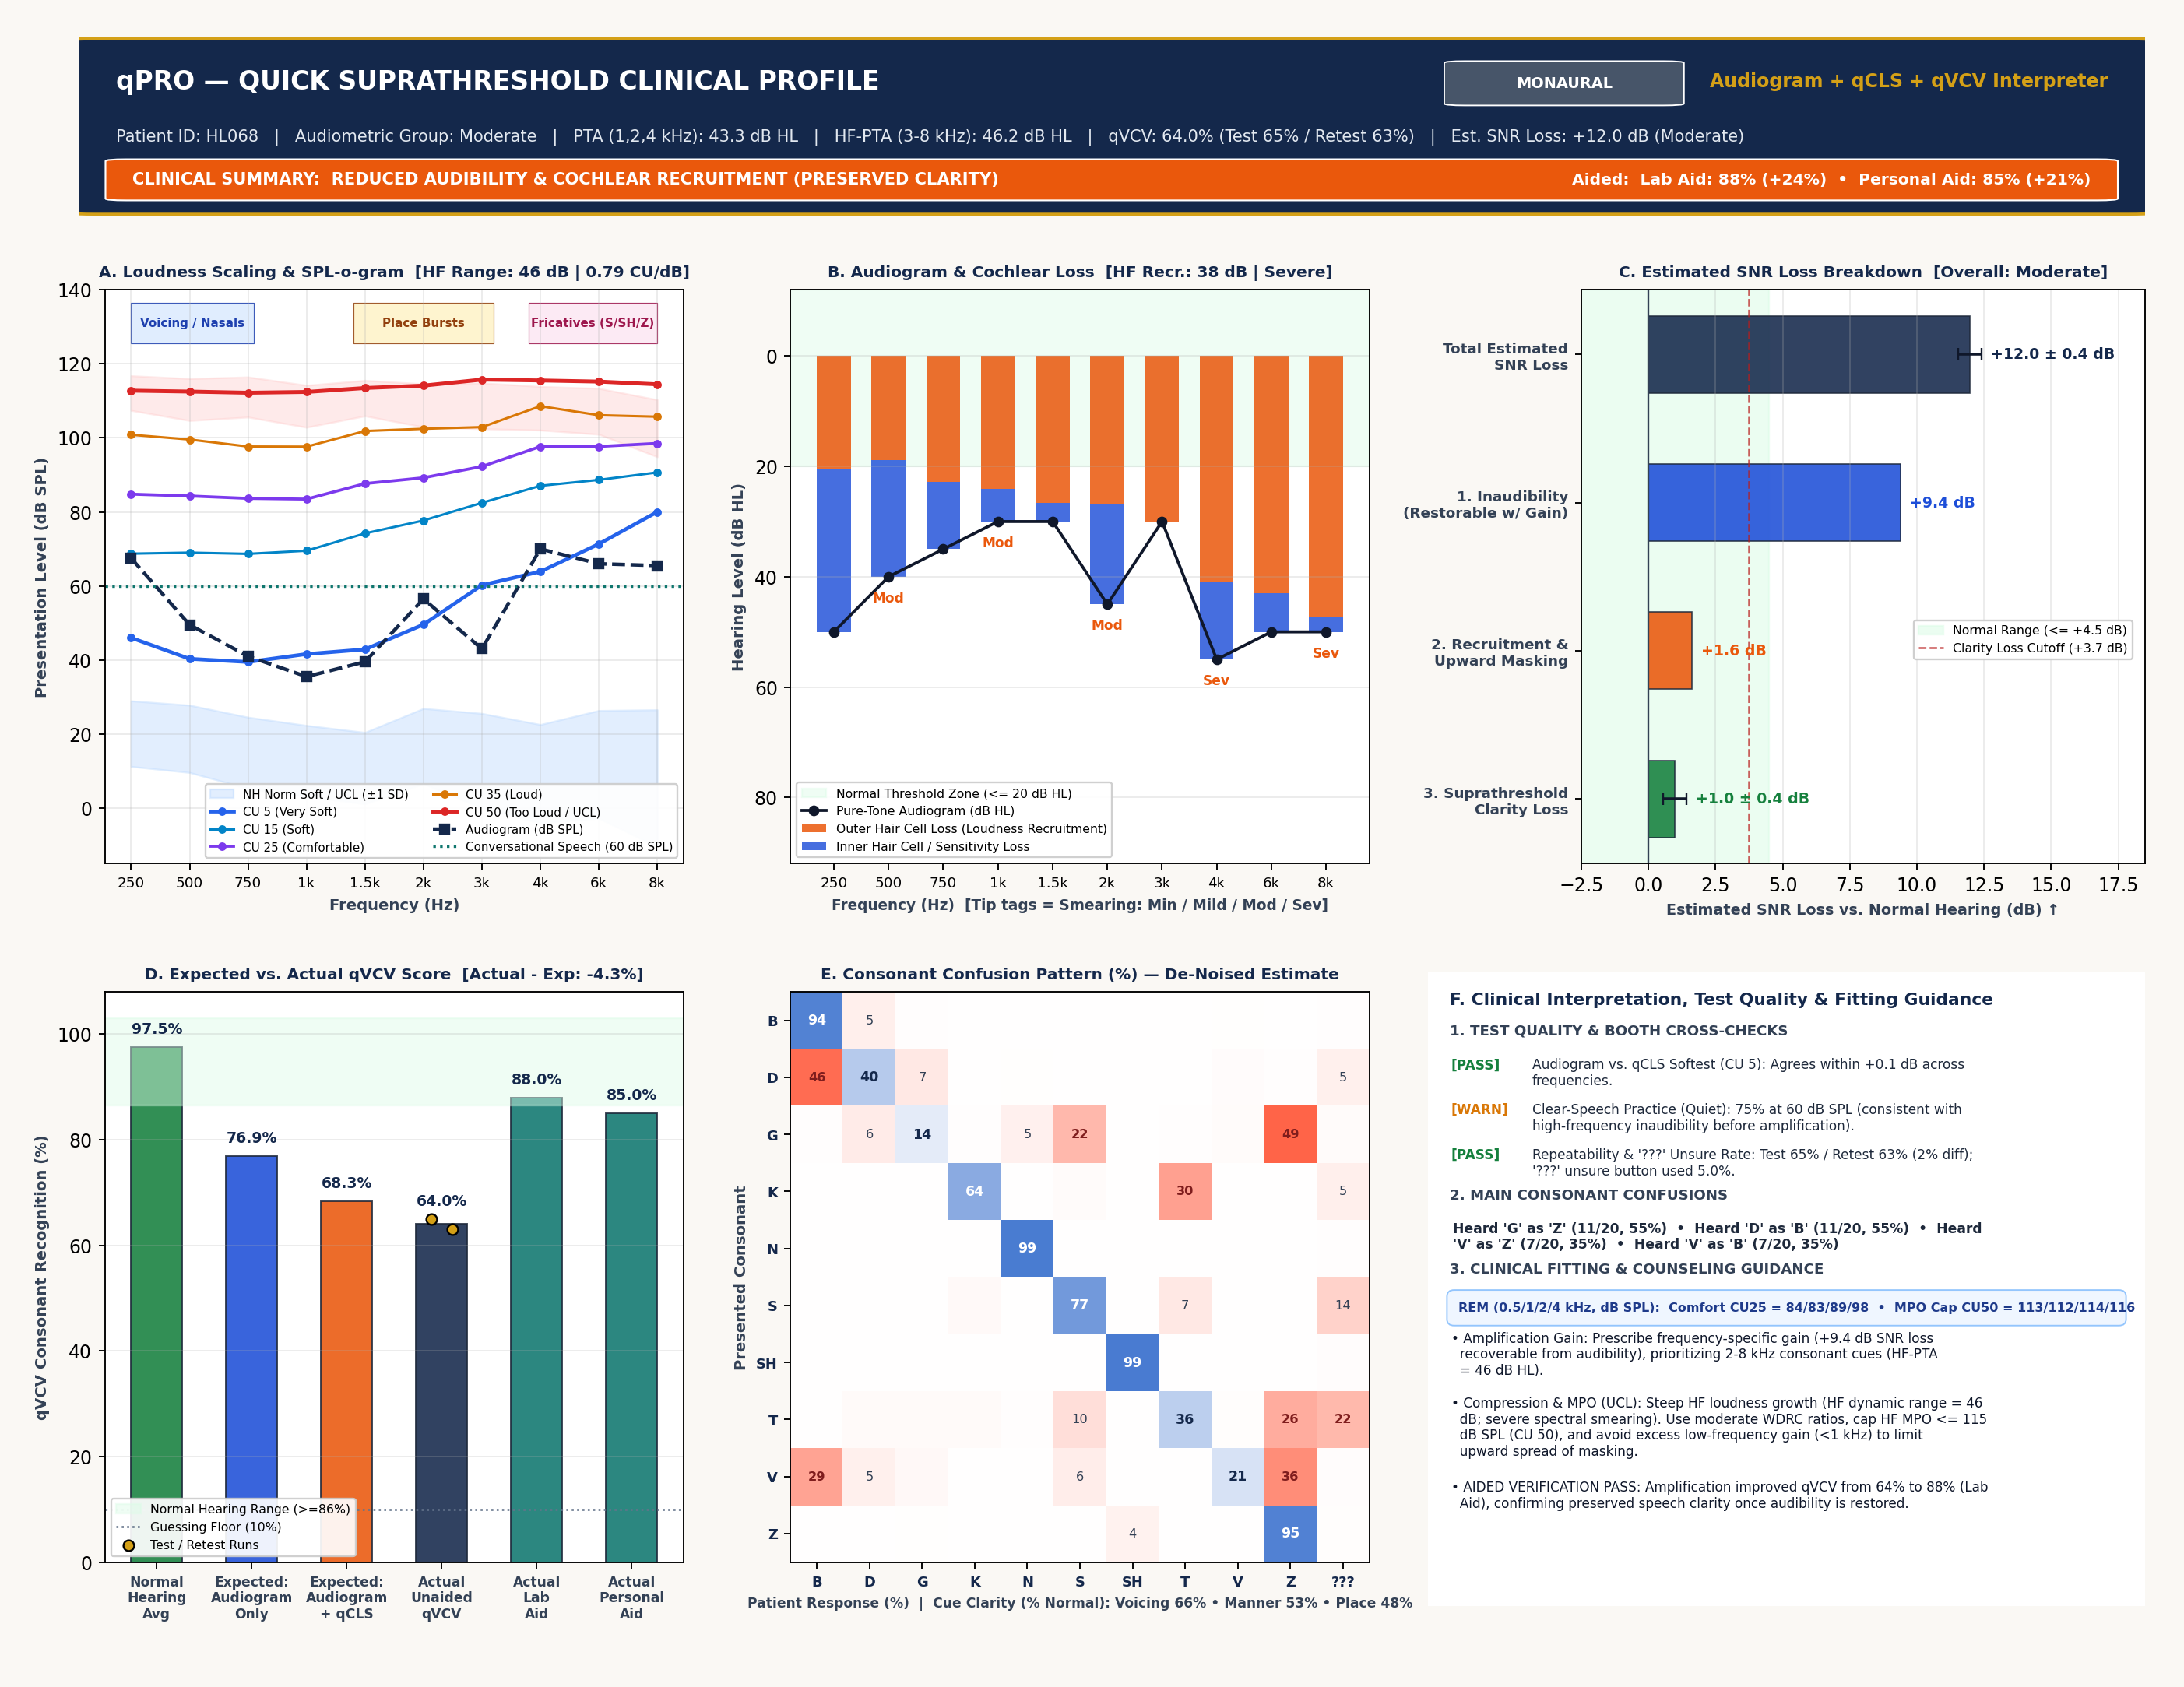 qPRO — QUICK SUPRATHRESHOLD CLINICAL PROFILE
MONAURAL
Audiogram + qCLS + qVCV Interpreter
Patient ID: HL068 | Audiometric Group: Moderate | PTA (1,2,4 kHz): 43.3 dB HL | HF-PTA (3-8 kHz): 46.2 dB HL | qVCV: 64.0% (Test 65% / Retest 63%) | Est. SNR Loss: +12.0 dB (Moderate)
CLINICAL SUMMARY: REDUCED AUDIBILITY & COCHLEAR RECRUITMENT (PRESERVED CLARITY)
Aided: Lab Aid: 88% (+24%) • Personal Aid: 85% (+21%)
A. Loudness Scaling & SPL-o-gram [HF Range: 46 dB | 0.79 CU/dB]
Presentation Level (dB SPL)
140
120
100
80
60
40
20
0
Voicing / Nasals
Place Bursts
Fricatives (S/SH/Z)
NH Norm Soft / UCL (±1 SD)
CU 5 (Very Soft)
CU 15 (Soft)
CU 25 (Comfortable)
CU 35 (Loud)
CU 50 (Too Loud / UCL)
Audiogram (dB SPL)
Conversational Speech (60 dB SPL)
250 500 750 1k 1.5k 2k 3k 4k 6k 8k
Frequency (Hz)
B. Audiogram & Cochlear Loss [HF Recr.: 38 dB | Severe]
Hearing Level (dB HL)
0
20
40
60
80
Mod
Mod
Mod
Sev
Sev
Normal Threshold Zone (<= 20 dB HL)
Pure-Tone Audiogram (dB HL)
Outer Hair Cell Loss (Loudness Recruitment)
Inner Hair Cell / Sensitivity Loss
250 500 750 1k 1.5k 2k 3k 4k 6k 8k
Frequency (Hz) [Tip tags = Smearing: Min / Mild / Mod / Sev]
C. Estimated SNR Loss Breakdown [Overall: Moderate]
Total Estimated
SNR Loss
+12.0 ± 0.4 dB
1. Inaudibility
(Restorable w/ Gain)
+9.4 dB
2. Recruitment &
Upward Masking
+1.6 dB
Normal Range (<= +4.5 dB)
Clarity Loss Cutoff (+3.7 dB)
3. Suprathreshold
Clarity Loss
+1.0 ± 0.4 dB
−2.5 0.0 2.5 5.0 7.5 10.0 12.5 15.0 17.5
Estimated SNR Loss vs. Normal Hearing (dB) ↑
D. Expected vs. Actual qVCV Score [Actual - Exp: -4.3%]
qVCV Consonant Recognition (%)
100
80
60
40
20
0
97.5%
76.9%
68.3%
64.0%
88.0%
85.0%
Normal Hearing Range (>=86%)
Guessing Floor (10%)
Test / Retest Runs
Normal
Hearing
Avg
Expected:
Audiogram
Only
Expected:
Audiogram
+ qCLS
Actual
Unaided
qVCV
Actual
Lab
Aid
Actual
Personal
Aid
E. Consonant Confusion Pattern (%) — De-Noised Estimate
Presented Consonant
B 94 5
D 46 40 7 5
G 6 14 5 22 49
K 64 30 5
N 99
S 77 7 14
SH 99
T 10 36 26 22
V 29 5 6 21 36
Z 4 95
B D G K N S SH T V Z ???
Patient Response (%) | Cue Clarity (% Normal): Voicing 66% • Manner 53% • Place 48%
F. Clinical Interpretation, Test Quality & Fitting Guidance
1. TEST QUALITY & BOOTH CROSS-CHECKS
[PASS] Audiogram vs. qCLS Softest (CU 5): Agrees within +0.1 dB across
frequencies.
[WARN] Clear-Speech Practice (Quiet): 75% at 60 dB SPL (consistent with
high-frequency inaudibility before amplification).
[PASS] Repeatability & '???' Unsure Rate: Test 65% / Retest 63% (2% diff);
'???' unsure button used 5.0%.
2. MAIN CONSONANT CONFUSIONS
Heard 'G' as 'Z' (11/20, 55%) • Heard 'D' as 'B' (11/20, 55%) • Heard
'V' as 'Z' (7/20, 35%) • Heard 'V' as 'B' (7/20, 35%)
3. CLINICAL FITTING & COUNSELING GUIDANCE
REM (0.5/1/2/4 kHz, dB SPL): Comfort CU25 = 84/83/89/98 • MPO Cap CU50 = 113/112/114/116
• Amplification Gain: Prescribe frequency-specific gain (+9.4 dB SNR loss
recoverable from audibility), prioritizing 2-8 kHz consonant cues (HF-PTA
= 46 dB HL).
• Compression & MPO (UCL): Steep HF loudness growth (HF dynamic range = 46
dB; severe spectral smearing). Use moderate WDRC ratios, cap HF MPO <= 115
dB SPL (CU 50), and avoid excess low-frequency gain (<1 kHz) to limit
upward spread of masking.
• AIDED VERIFICATION PASS: Amplification improved qVCV from 64% to 88% (Lab
Aid), confirming preserved speech clarity once audibility is restored.